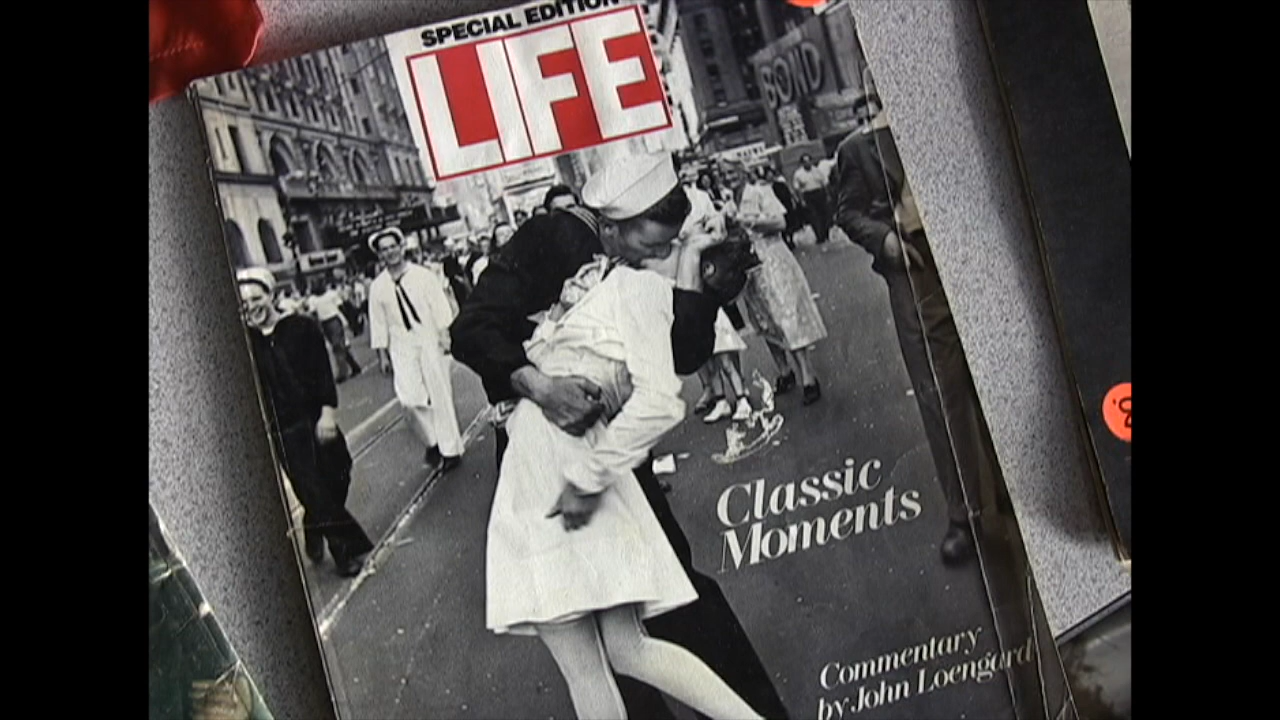 SPECIAL EDITION
LIFE
BOND
Classic
Moments
Commentary
by John Loengard